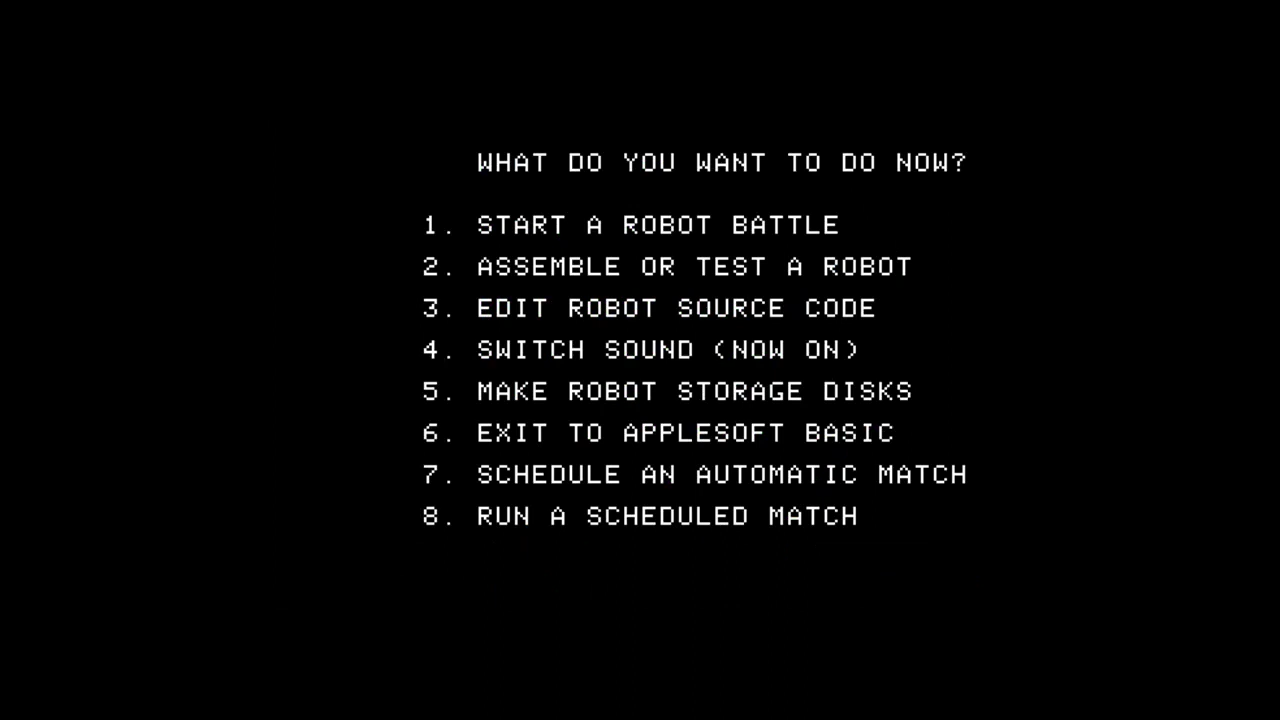 WHAT DO YOU WANT TO DO NOW?
1. START A ROBOT BATTLE
2. ASSEMBLE OR TEST A ROBOT
3. EDIT ROBOT SOURCE CODE
4. SWITCH SOUND (NOW ON)
5. MAKE ROBOT STORAGE DISKS
6. EXIT TO APPLESOFT BASIC
7. SCHEDULE AN AUTOMATIC MATCH
8. RUN A SCHEDULED MATCH